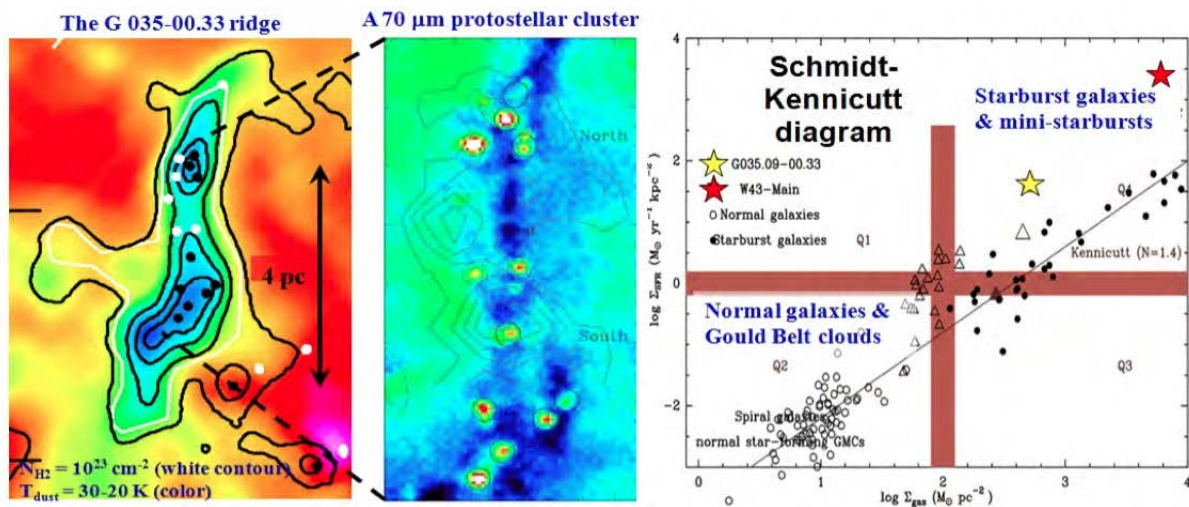 The G 035-00.33 ridge
4 pc
N_H2 = 10^23 cm^-2 (white contour)
T_dust = 30-20 K (color)
A 70 μm protostellar cluster
North
South
Schmidt-
Kennicutt
diagram
Starburst galaxies
& mini-starbursts
G035.09-00.33
W43-Main
Normal galaxies
Starburst galaxies
Q1
Q4
Kennicutt (N=1.4)
Normal galaxies &
Gould Belt clouds
Q2
Q3
Spiral galaxies
normal star-forming GMCs
4
2
0
-2
0
1
2
3
4
log Σ_SFR (M_⊙ yr^-1 kpc^-2)
log Σ_gas (M_⊙ pc^-2)